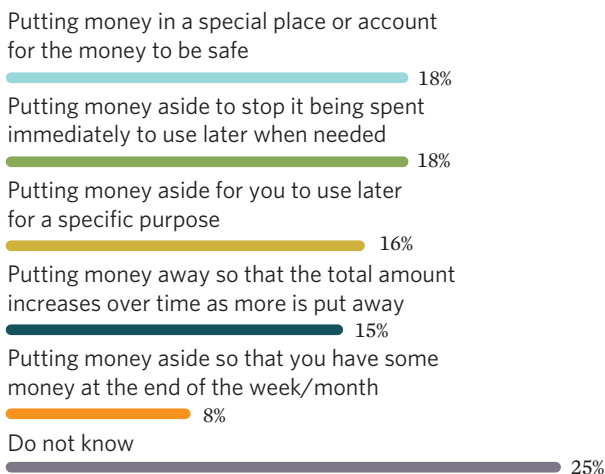 Putting money in a special place or account
for the money to be safe
18%
Putting money aside to stop it being spent
immediately to use later when needed
18%
Putting money aside for you to use later
for a specific purpose
16%
Putting money away so that the total amount
increases over time as more is put away
15%
Putting money aside so that you have some
money at the end of the week/month
8%
Do not know
25%